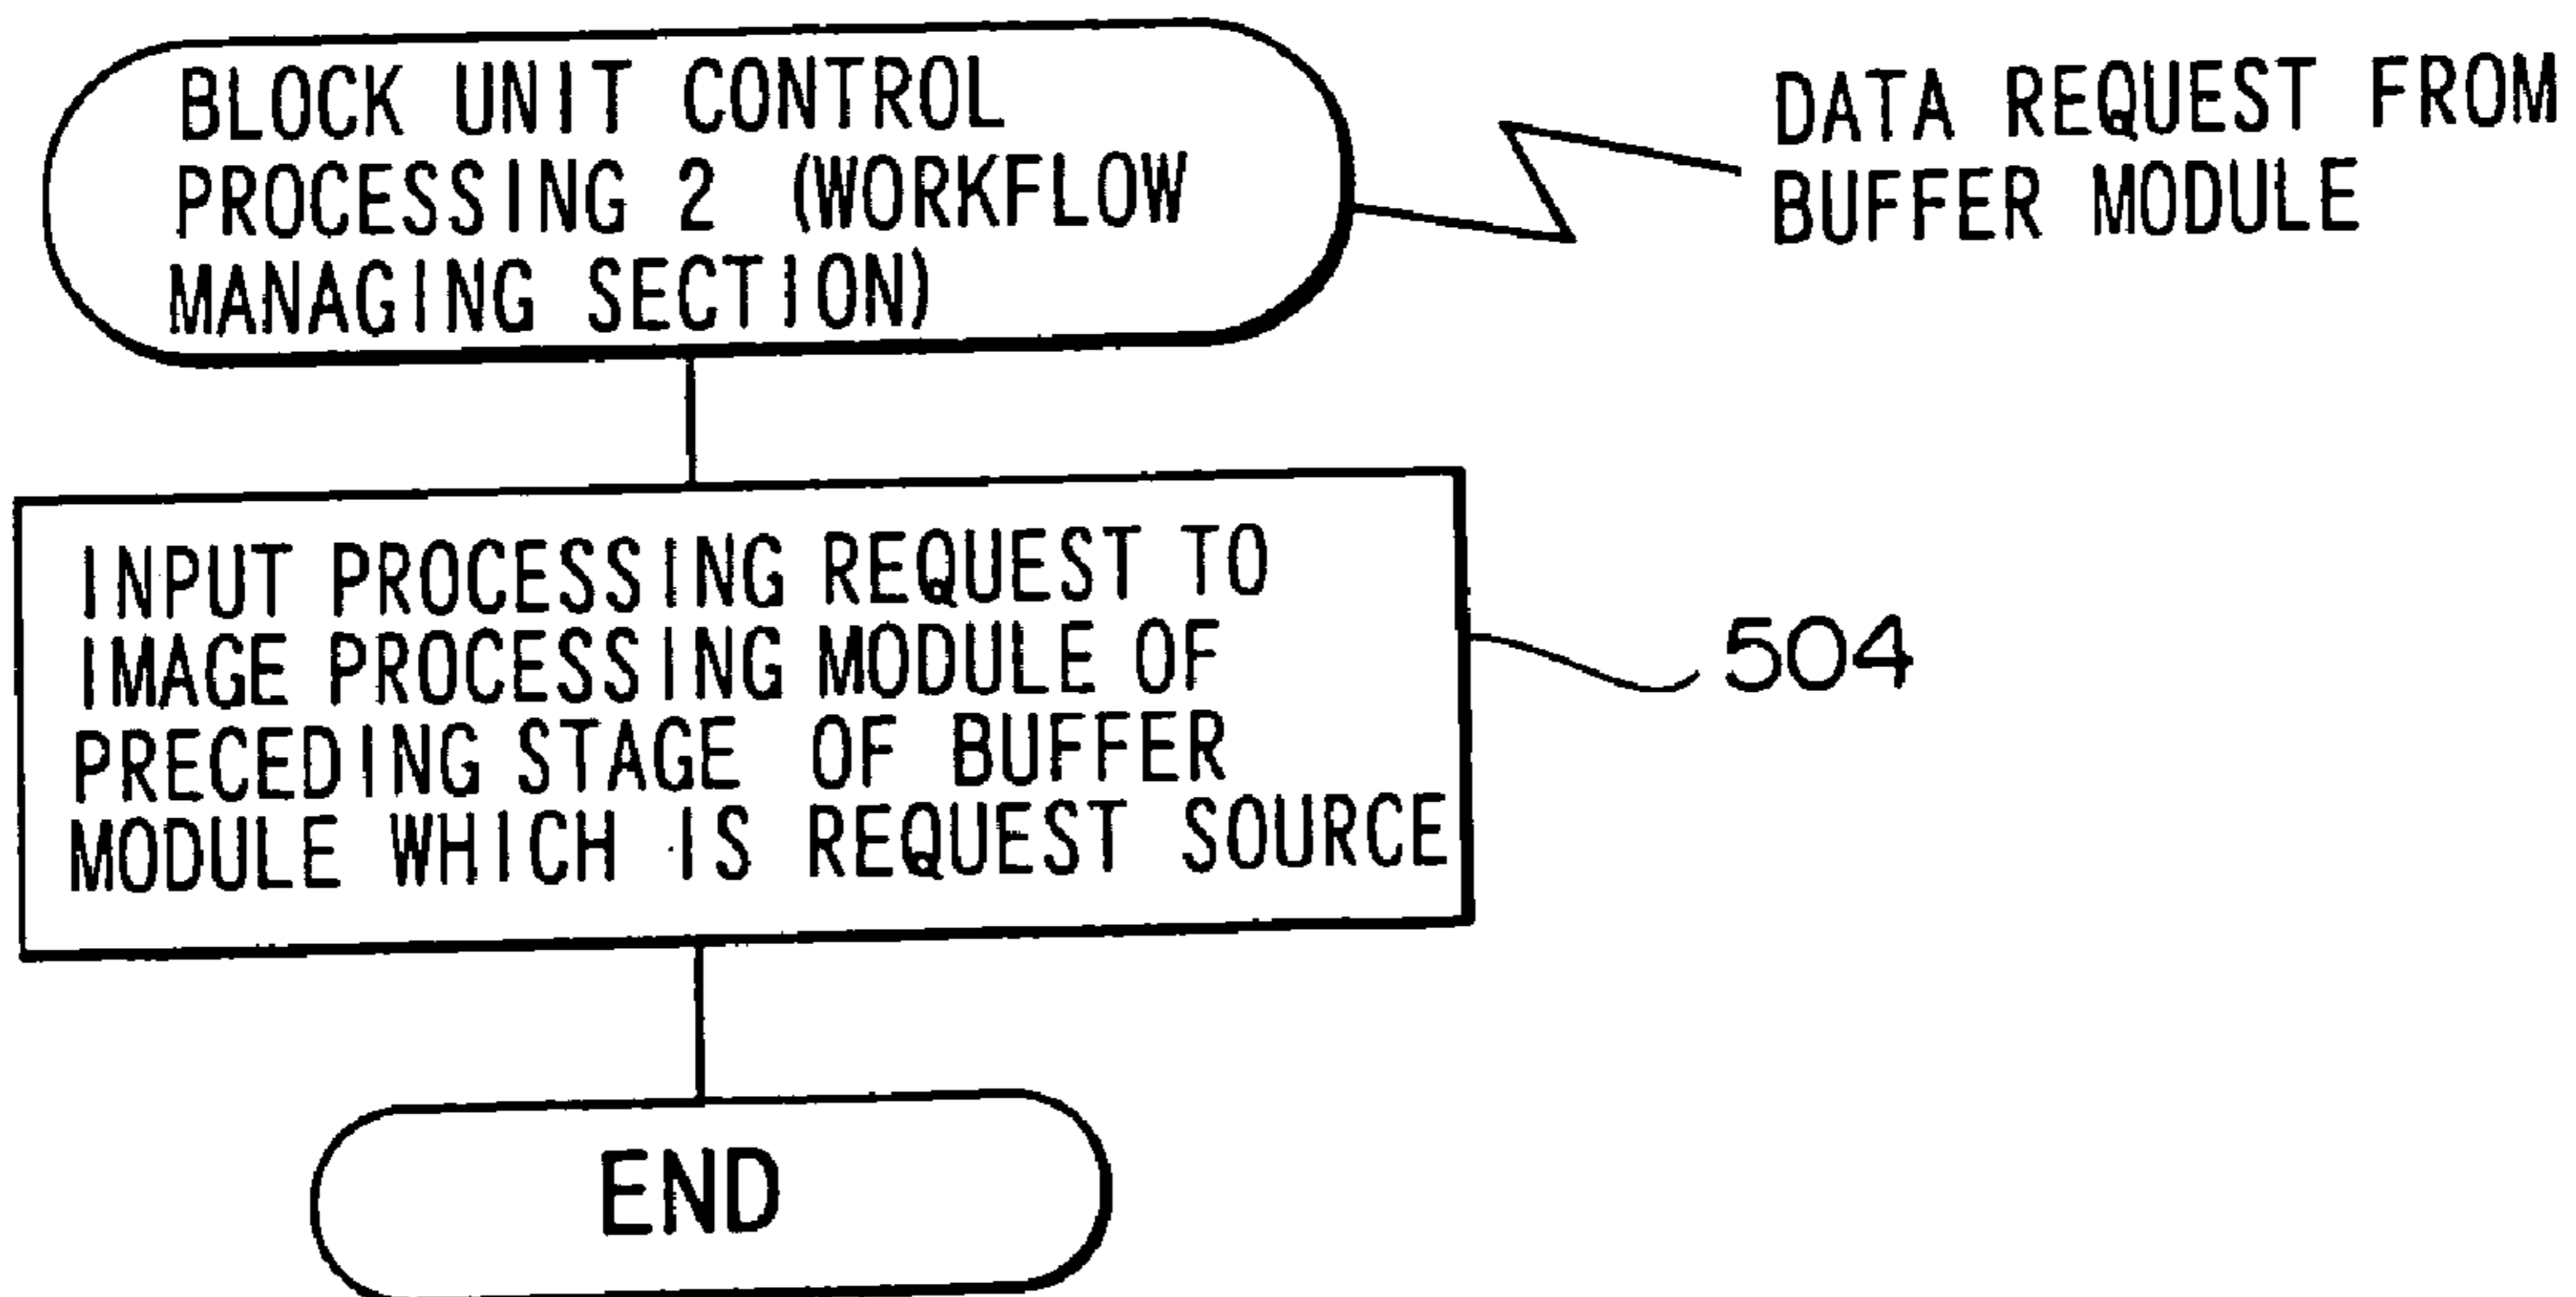 BLOCK UNIT CONTROL
PROCESSING 2 (WORKFLOW
MANAGING SECTION)
DATA REQUEST FROM
BUFFER MODULE
INPUT PROCESSING REQUEST TO
IMAGE PROCESSING MODULE OF
PRECEDING STAGE OF BUFFER
MODULE WHICH IS REQUEST SOURCE
504
END